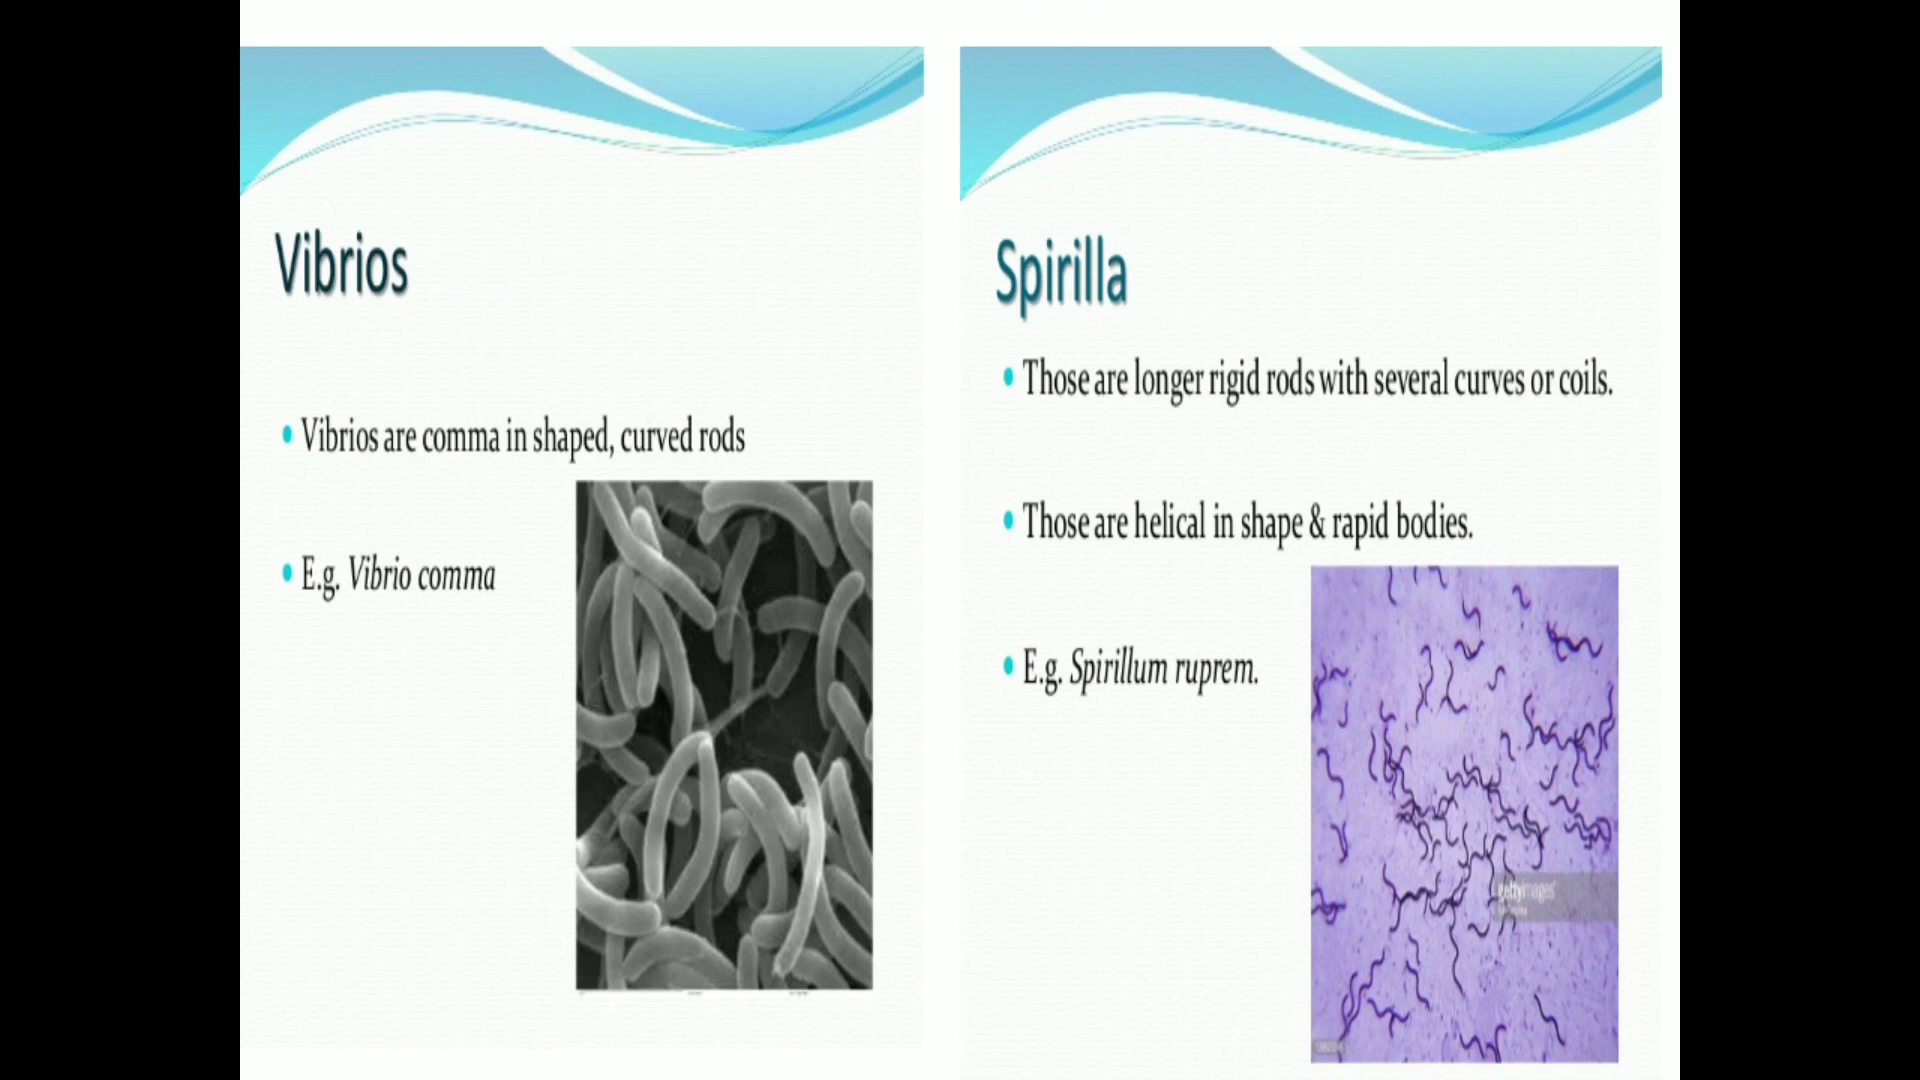 Vibrios
• Vibrios are comma in shaped, curved rods
• E.g. Vibrio comma
Spirilla
• Those are longer rigid rods with several curves or coils.
• Those are helical in shape & rapid bodies.
• E.g. Spirillum ruprem.
gettyimages